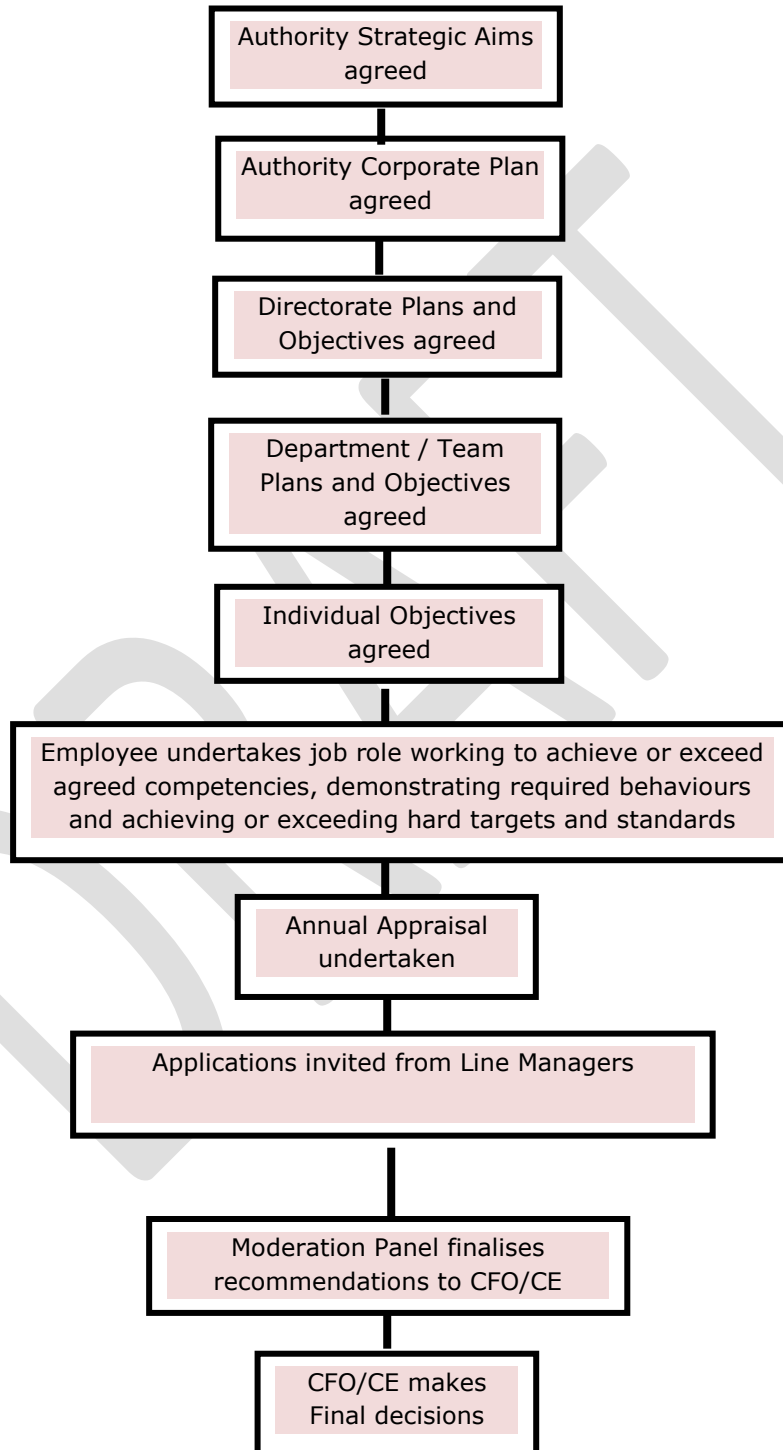 Authority Strategic Aims
agreed
Authority Corporate Plan
agreed
Directorate Plans and
Objectives agreed
Department / Team
Plans and Objectives
agreed
Individual Objectives
agreed
Employee undertakes job role working to achieve or exceed
agreed competencies, demonstrating required behaviours
and achieving or exceeding hard targets and standards
Annual Appraisal
undertaken
Applications invited from Line Managers
Moderation Panel finalises
recommendations to CFO/CE
CFO/CE makes
Final decisions
DRAFT